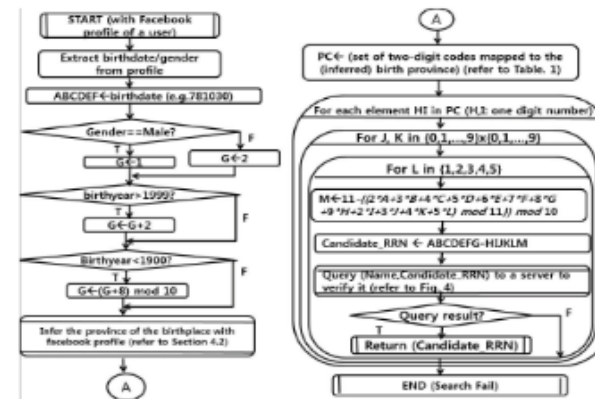 START (with Facebook
profile of a user)
Extract birthdate/gender
from profile
ABCDEF←birthdate (e.g.781030)
Gender==Male?
T
F
G←1
G←2
birthyear>1999?
T
F
G←G+2
Birthyear<1900?
T
F
G←(G+8) mod 10
Infer the province of the birthplace with
facebook profile (refer to Section 4.2)
A
A
PC← (set of two-digit codes mapped to the
(inferred) birth province) (refer to Table. 1)
For each element HI in PC (H,I: one digit number)
For J, K in (0,1,...,9)x(0,1,...,9)
For L in (1,2,3,4,5)
M←11-((2*A+3*B+4*C+5*D+6*E+7*F+8*G
+9*H+2*I+3*J+4*K+5*L) mod 11)) mod 10
Candidate_RRN ← ABCDEFG-HIJKLM
Query (Name,Candidate_RRN) to a server to
verify it (refer to Fig. 4)
Query result?
T
F
Return (Candidate_RRN)
END (Search Fail)